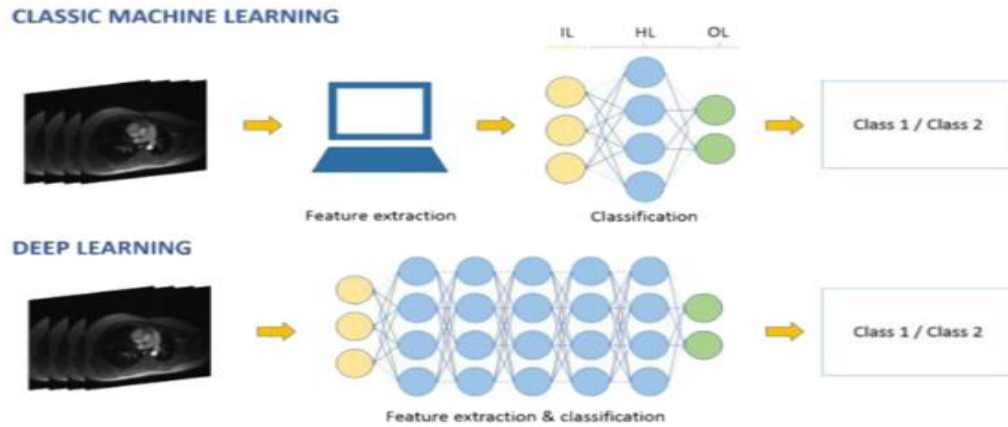 CLASSIC MACHINE LEARNING
IL HL OL
Class 1 / Class 2
Feature extraction
Classification
DEEP LEARNING
Class 1 / Class 2
Feature extraction & classification